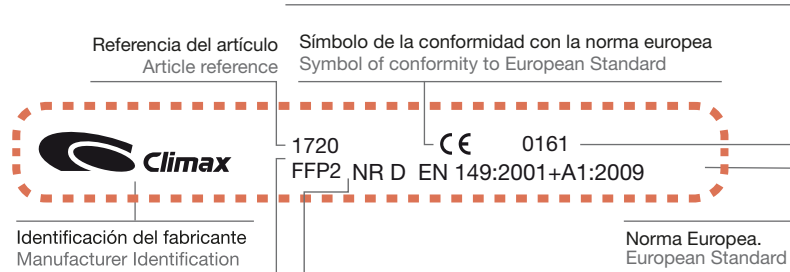 Referencia del artículo
Article reference
Símbolo de la conformidad con la norma europea
Symbol of conformity to European Standard
Climax
1720
CE 0161
FFP2 NR D EN 149:2001+A1:2009
Identificación del fabricante
Manufacturer Identification
Norma Europea.
European Standard